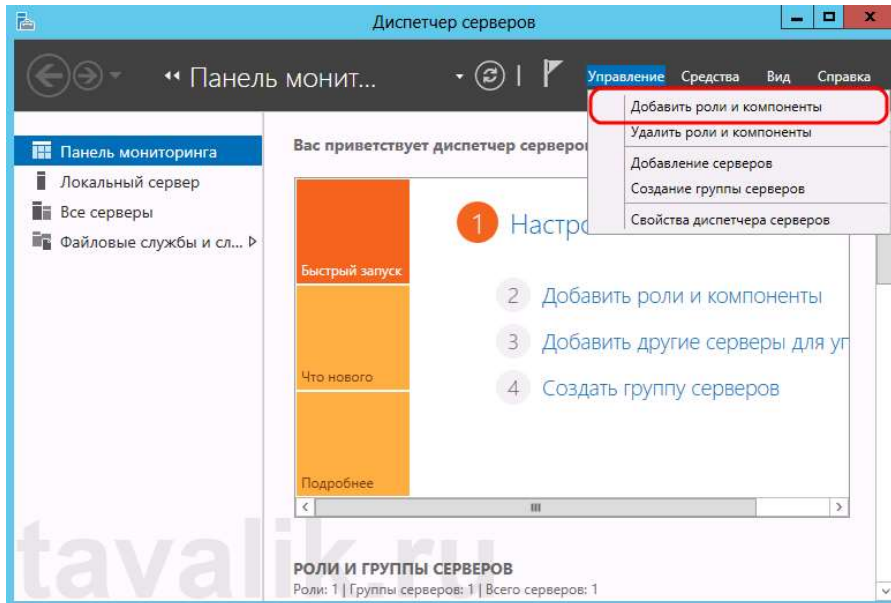 Диспетчер серверов
Панель монит...
Управление Средства Вид Справка
Добавить роли и компоненты
Удалить роли и компоненты
Добавление серверов
Создание группы серверов
Свойства диспетчера серверов
Панель мониторинга
Локальный сервер
Все серверы
Файловые службы и сл...
Вас приветствует диспетчер серверо
Быстрый запуск
Что нового
Подробнее
1 Настро
2 Добавить роли и компоненты
3 Добавить другие серверы для уг
4 Создать группу серверов
РОЛИ И ГРУППЫ СЕРВЕРОВ
Роли: 1 | Группы серверов: 1 | Всего серверов: 1
tavalik.ru